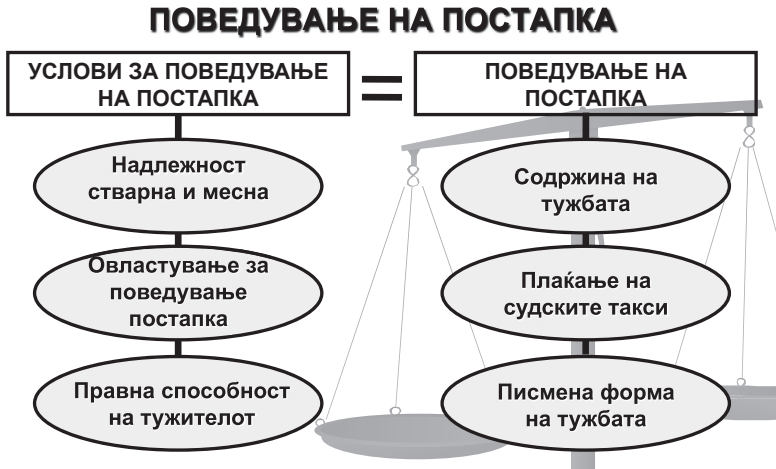 ПОВЕДУВАЊЕ НА ПОСТАПКА
УСЛОВИ ЗА ПОВЕДУВАЊЕ
НА ПОСТАПКА
=
ПОВЕДУВАЊЕ НА
ПОСТАПКА
Надлежност
стварна и месна
Овластување за
поведување
постапка
Правна способност
на тужителот
Содржина на
тужбата
Плаќање на
судските такси
Писмена форма
на тужбата